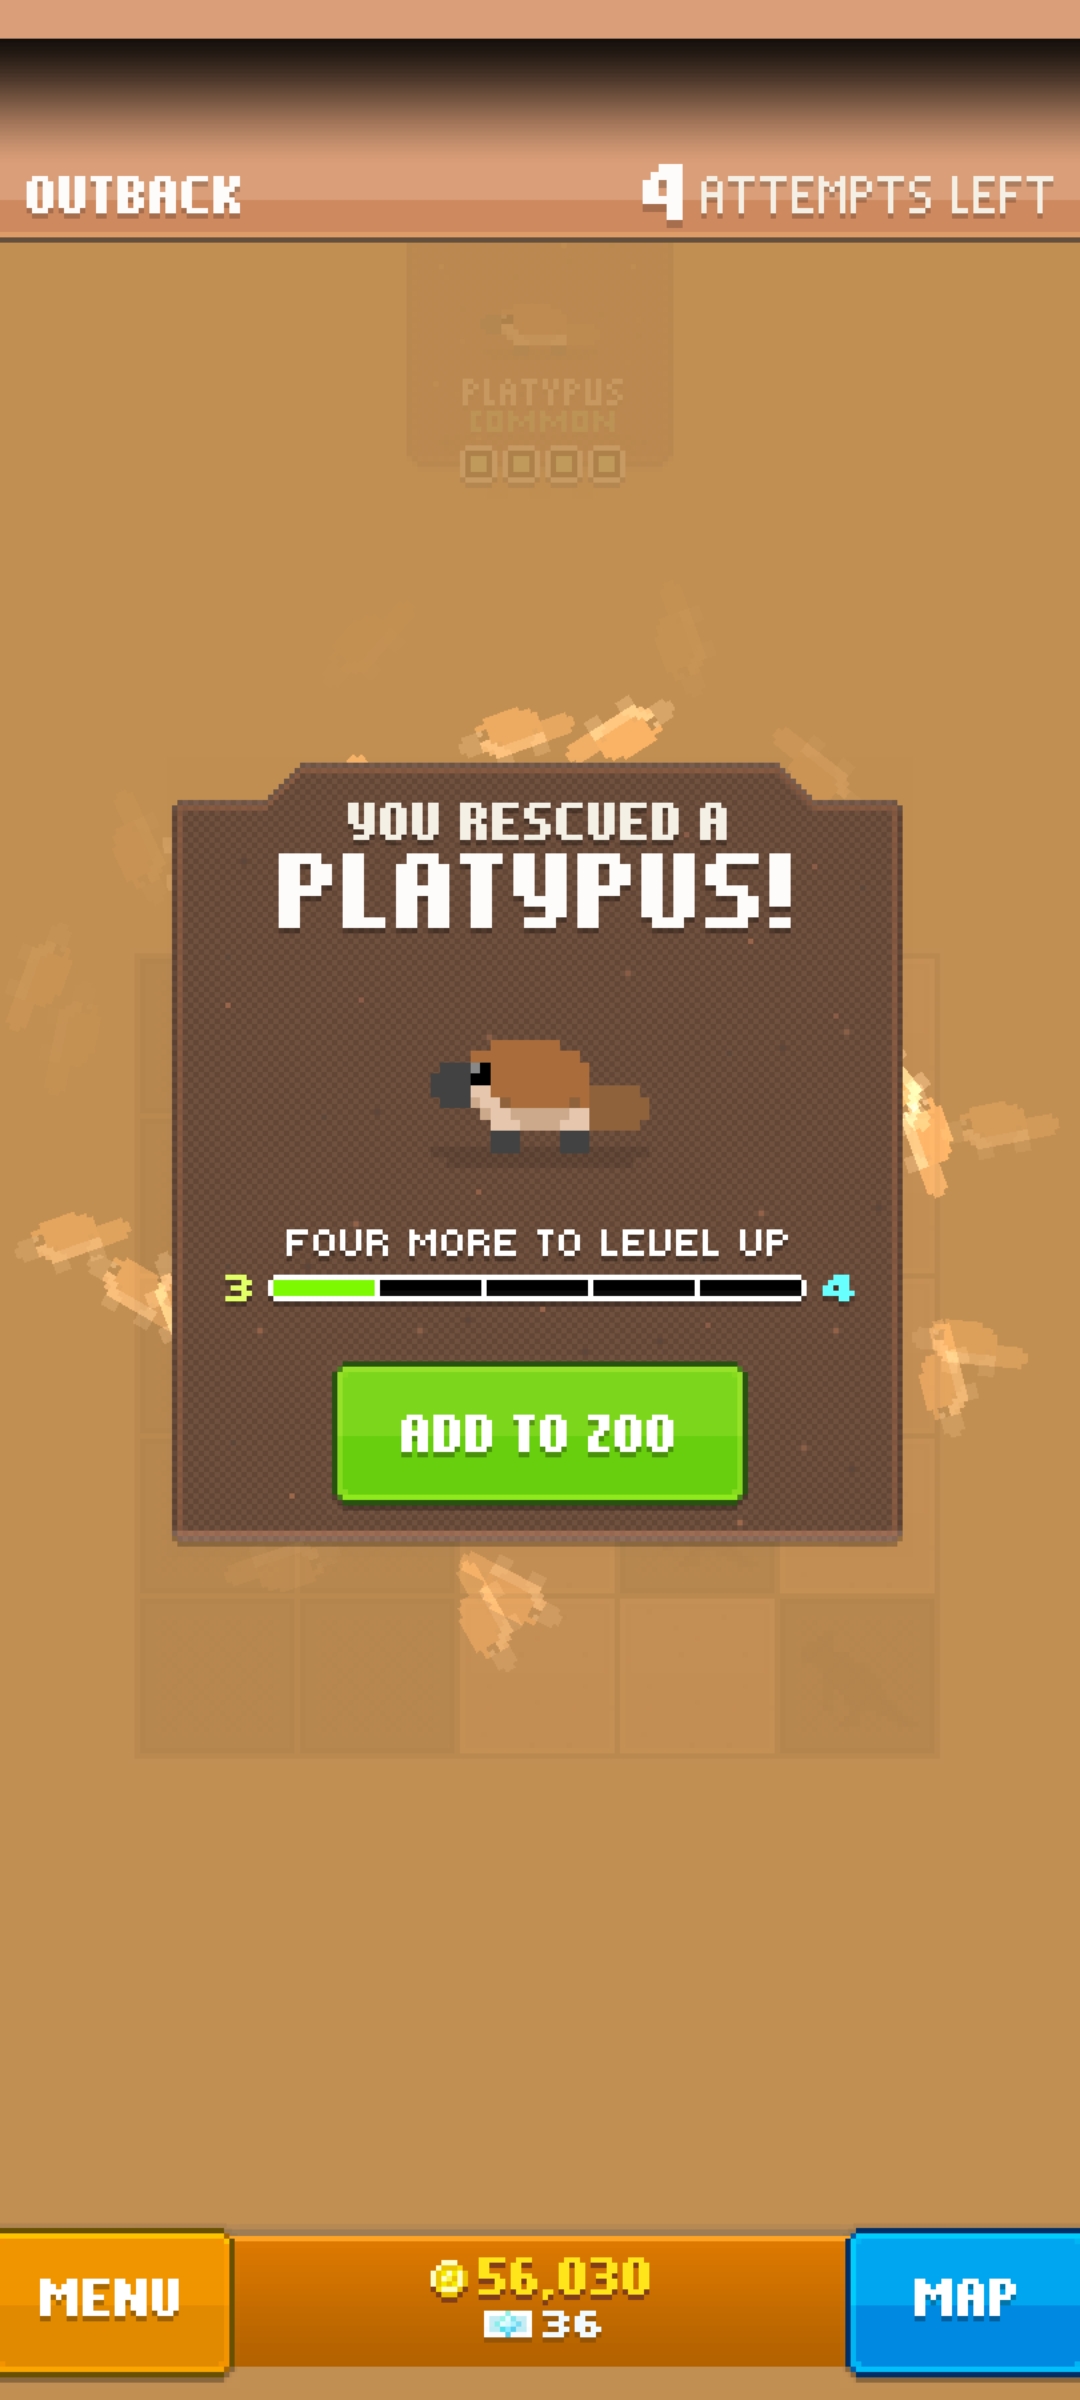 OUTBACK
4 ATTEMPTS LEFT
PLATYPUS
COMMON
YOU RESCUED A
PLATYPUS!
FOUR MORE TO LEVEL UP
3 4
ADD TO ZOO
MENU
56,030
36
MAP